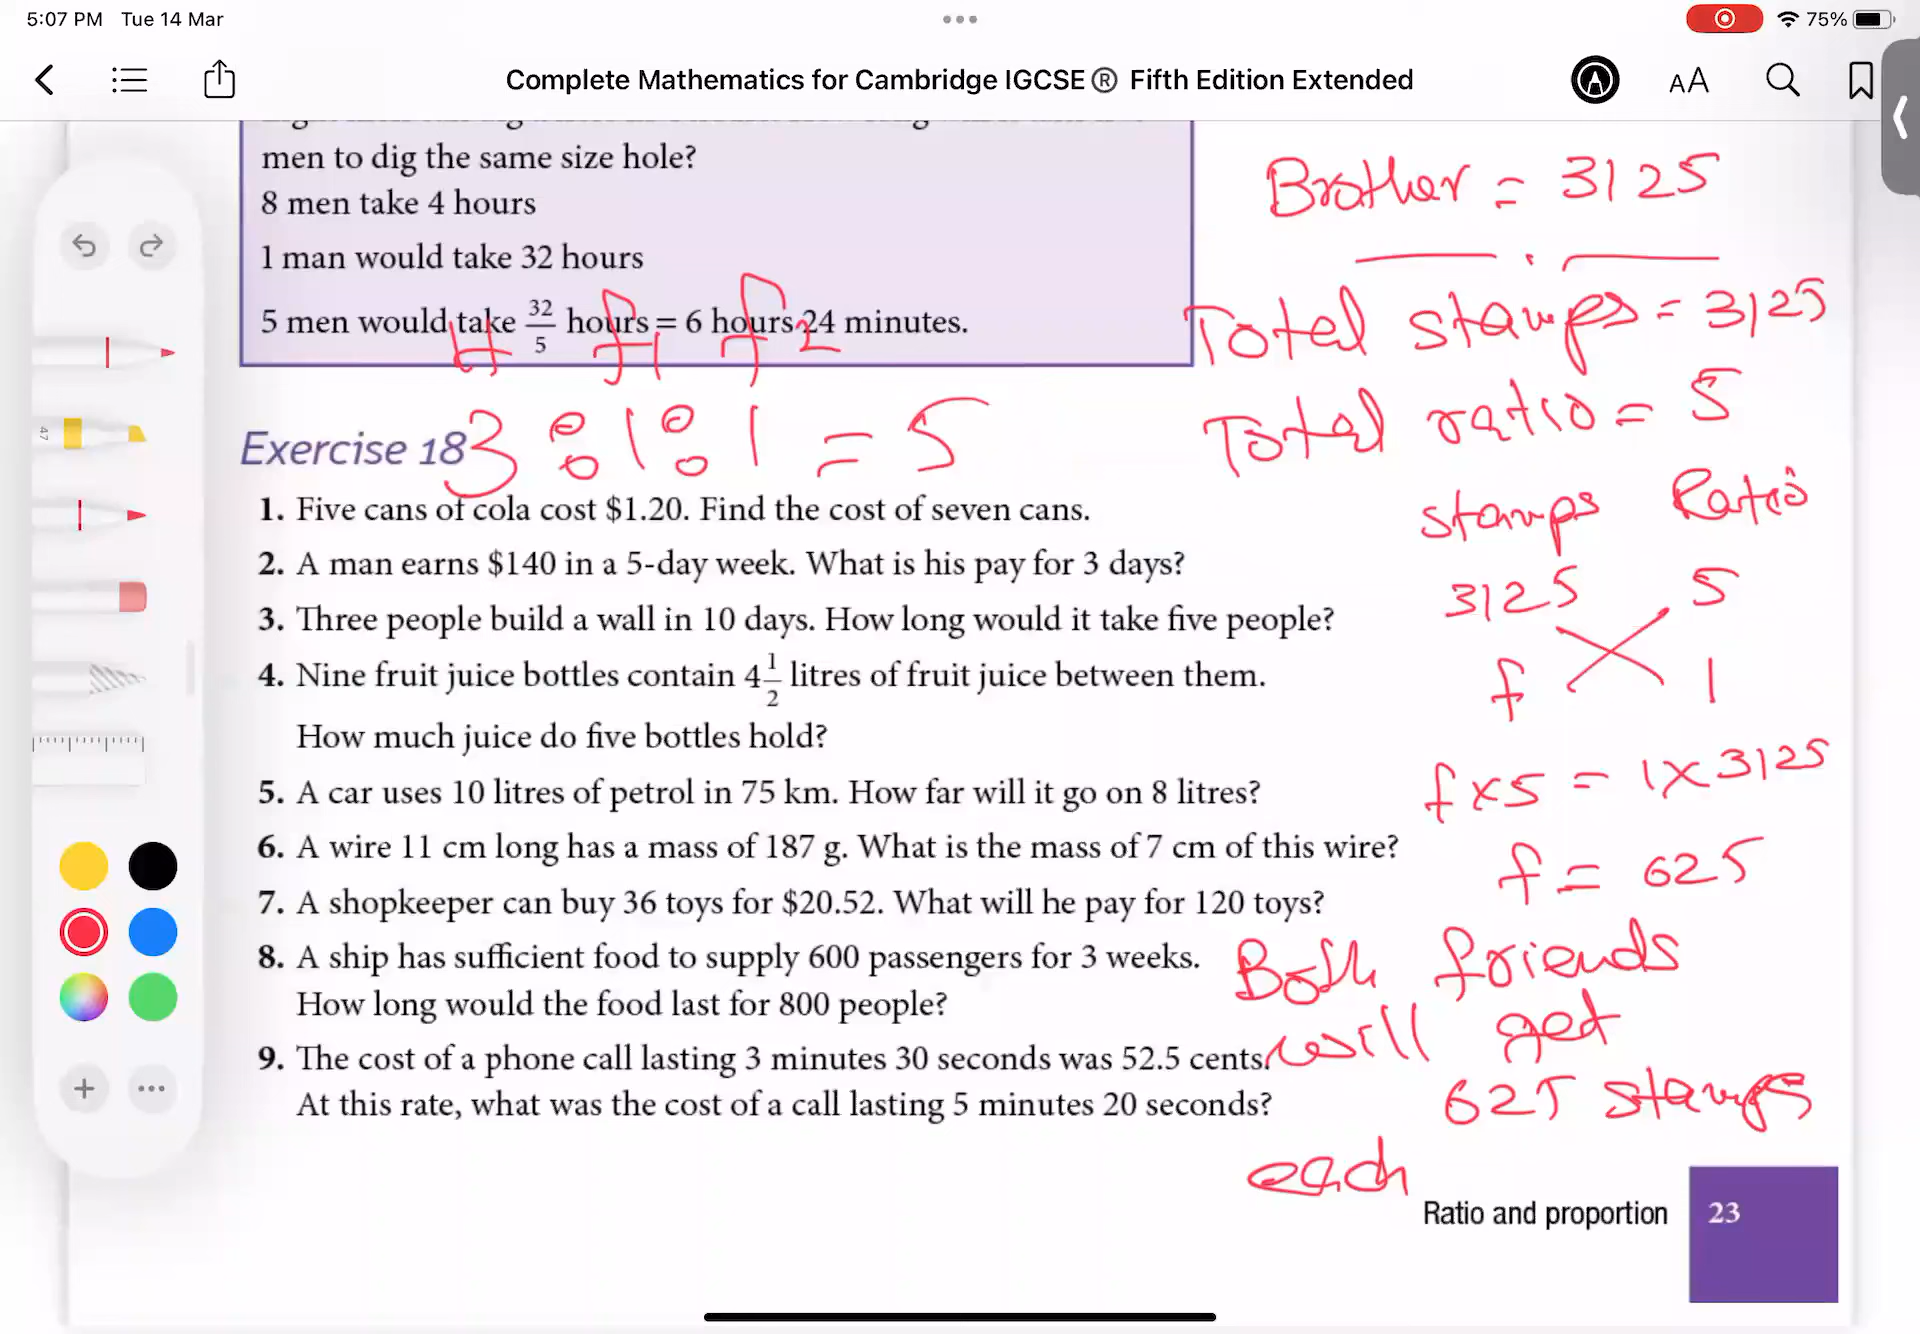 5:07 PM Tue 14 Mar
75%
Complete Mathematics for Cambridge IGCSE® Fifth Edition Extended
AA
men to dig the same size hole?
8 men take 4 hours
1 man would take 32 hours
5 men would take 32/5 hours = 6 hours 24 minutes.
H f1 f2
3 : 1 : 1 = 5
Exercise 18
1. Five cans of cola cost $1.20. Find the cost of seven cans.
2. A man earns $140 in a 5-day week. What is his pay for 3 days?
3. Three people build a wall in 10 days. How long would it take five people?
4. Nine fruit juice bottles contain 4 1/2 litres of fruit juice between them.
How much juice do five bottles hold?
5. A car uses 10 litres of petrol in 75 km. How far will it go on 8 litres?
6. A wire 11 cm long has a mass of 187 g. What is the mass of 7 cm of this wire?
7. A shopkeeper can buy 36 toys for $20.52. What will he pay for 120 toys?
8. A ship has sufficient food to supply 600 passengers for 3 weeks.
How long would the food last for 800 people?
9. The cost of a phone call lasting 3 minutes 30 seconds was 52.5 cents.
At this rate, what was the cost of a call lasting 5 minutes 20 seconds?
Brother = 3125
Total stamps = 3125
Total ratio = 5
stamps Ratio
3125 5
f 1
f x 5 = 1 x 3125
f = 625
Both friends
will get
625 stamps
each
47
Ratio and proportion 23